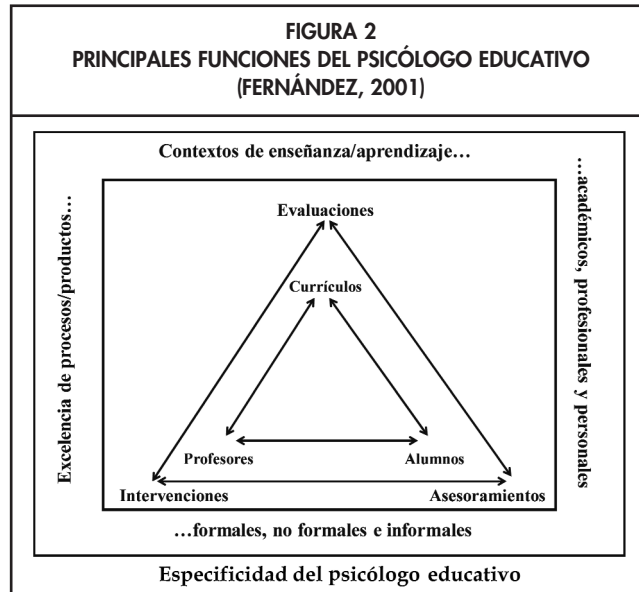 FIGURA 2
PRINCIPALES FUNCIONES DEL PSICÓLOGO EDUCATIVO
(FERNÁNDEZ, 2001)
Contextos de enseñanza/aprendizaje…
Excelencia de procesos/productos…
…académicos, profesionales y personales
Evaluaciones
Currículos
Profesores
Alumnos
Intervenciones
Asesoramientos
…formales, no formales e informales
Especificidad del psicólogo educativo